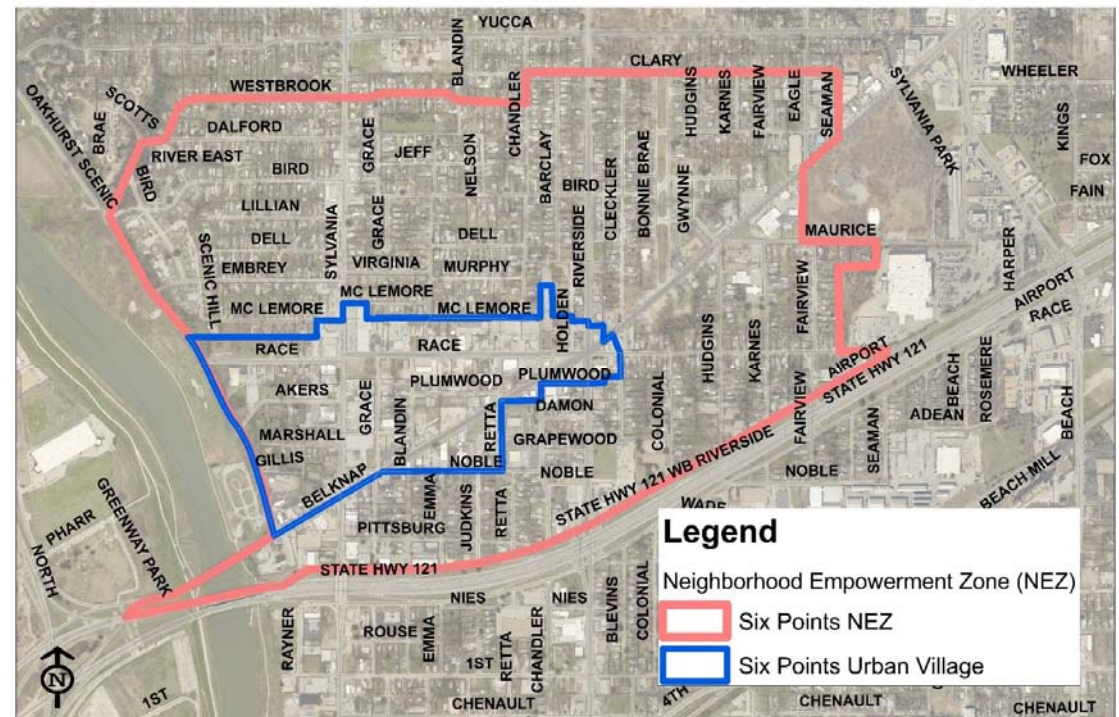 YUCCA
BLANDIN
CLARY
WHEELER
WESTBROOK
CHANDLER
HUDGINS
KARNES
FAIRVIEW
EAGLE
SEAMAN
SYLVANIA PARK
KINGS
OAKHURST SCENIC
BRAE
SCOTTS
DALFORD
RIVER EAST
BIRD
BIRD
GRACE
JEFF
NELSON
BARCLAY
BIRD
CLECKLER
BONNIE BRAE
GWYNNE
FOX
FAIN
LILLIAN
DELL
SYLVANIA
GRACE
DELL
RIVERSIDE
MAURICE
HARPER
SCENIC HILL
EMBREY
VIRGINIA
MURPHY
MC LEMORE
MC LEMORE
MC LEMORE
HOLDEN
FAIRVIEW
AIRPORT
RACE
RACE
RACE
HUDGINS
KARNES
AIRPORT
STATE HWY 121
AKERS
PLUMWOOD
PLUMWOOD
COLONIAL
BEACH
ROSEMERE
GRACE
BLANDIN
RETTA
DAMON
FAIRVIEW
SEAMAN
ADEAN
BEACH
MARSHALL
GRAPEWOOD
GILLIS
NOBLE
NOBLE
STATE HWY 121 WB RIVERSIDE
NOBLE
BELKNAP
EMMA
JUDKINS
RETTA
BEACH MILL
GREENWAY PARK
PHARR
NORTH
PITTSBURG
WADE
STATE HWY 121
NIES
NIES
BLEVINS
COLONIAL
RAYNER
ROUSE
EMMA
1ST
RETTA
CHANDLER
1ST
CHENAULT
4TH
CHENAULT
CHENAULT
N
Legend
Neighborhood Empowerment Zone (NEZ)
Six Points NEZ
Six Points Urban Village